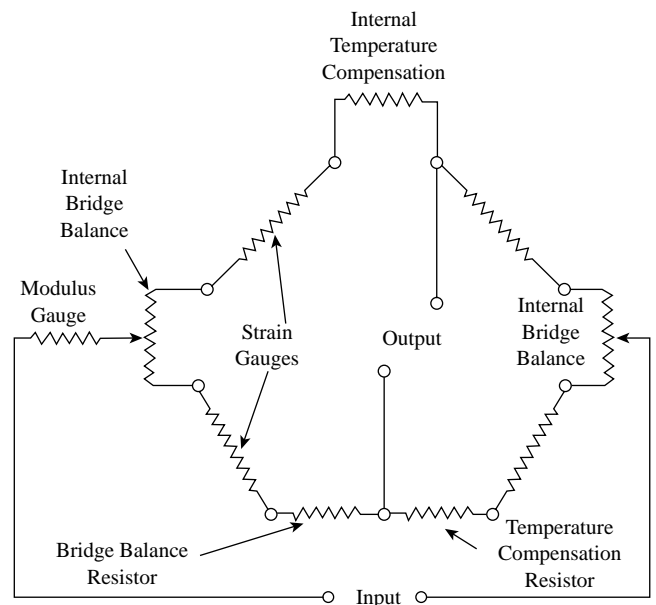 Internal
Temperature
Compensation
Internal
Bridge
Balance
Modulus
Gauge
Strain
Gauges
Output
Internal
Bridge
Balance
Bridge Balance
Resistor
Temperature
Compensation
Resistor
Input